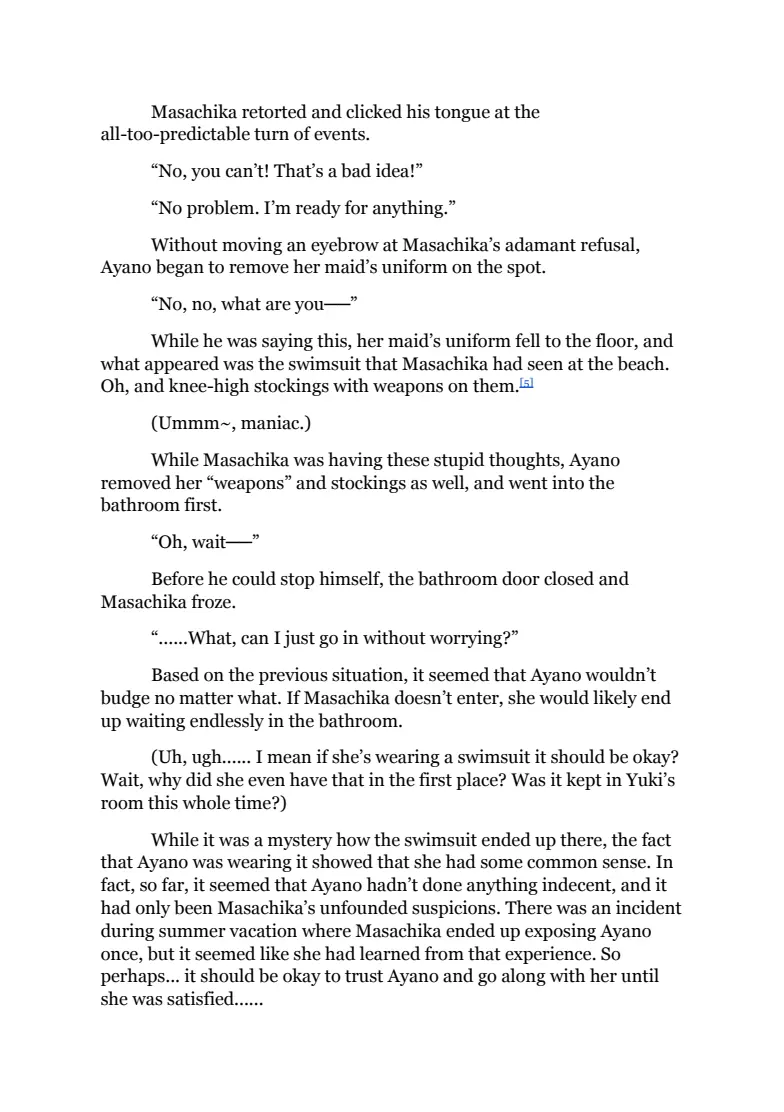 Masachika retorted and clicked his tongue at the
all-too-predictable turn of events.
“No, you can’t! That’s a bad idea!”
“No problem. I’m ready for anything.”
Without moving an eyebrow at Masachika’s adamant refusal,
Ayano began to remove her maid’s uniform on the spot.
“No, no, what are you──”
While he was saying this, her maid’s uniform fell to the floor, and
what appeared was the swimsuit that Masachika had seen at the beach.
Oh, and knee-high stockings with weapons on them.[5]
(Ummm~, maniac.)
While Masachika was having these stupid thoughts, Ayano
removed her “weapons” and stockings as well, and went into the
bathroom first.
“Oh, wait──”
Before he could stop himself, the bathroom door closed and
Masachika froze.
“......What, can I just go in without worrying?”
Based on the previous situation, it seemed that Ayano wouldn’t
budge no matter what. If Masachika doesn’t enter, she would likely end
up waiting endlessly in the bathroom.
(Uh, ugh...... I mean if she’s wearing a swimsuit it should be okay?
Wait, why did she even have that in the first place? Was it kept in Yuki’s
room this whole time?)
While it was a mystery how the swimsuit ended up there, the fact
that Ayano was wearing it showed that she had some common sense. In
fact, so far, it seemed that Ayano hadn’t done anything indecent, and it
had only been Masachika’s unfounded suspicions. There was an incident
during summer vacation where Masachika ended up exposing Ayano
once, but it seemed like she had learned from that experience. So
perhaps... it should be okay to trust Ayano and go along with her until
she was satisfied......